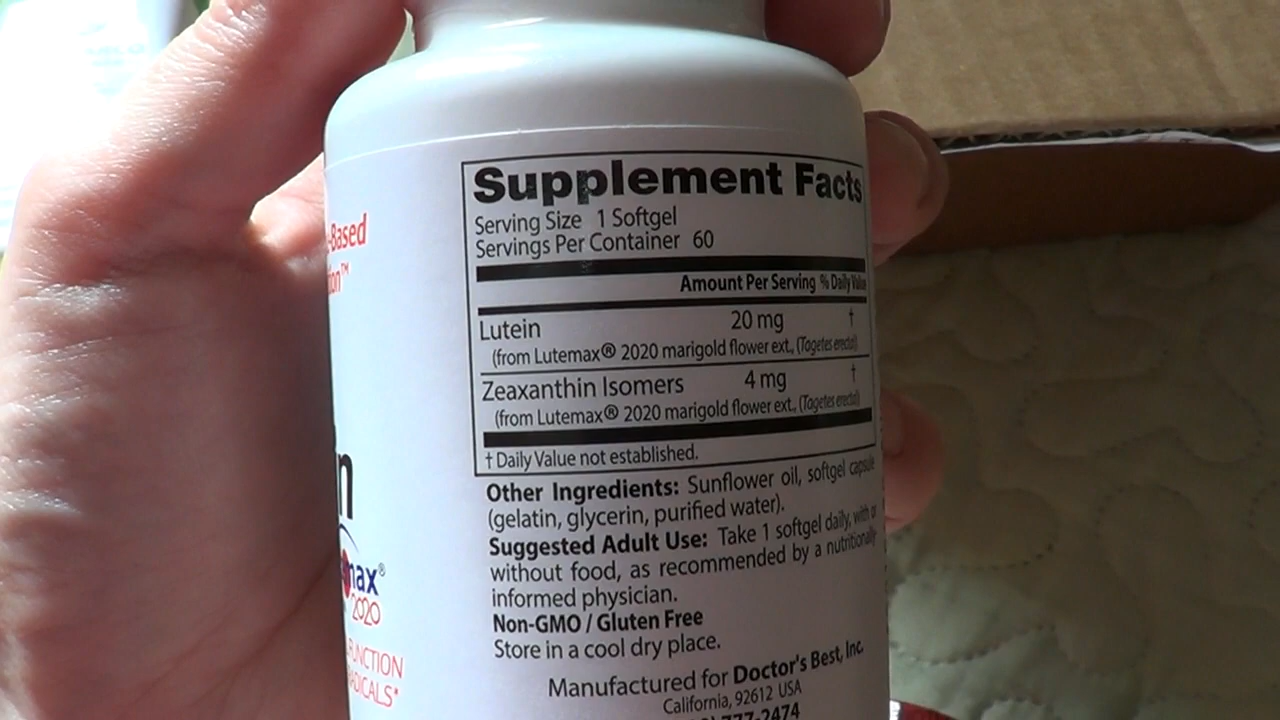 Supplement Facts
Serving Size 1 Softgel
Servings Per Container 60
Amount Per Serving % Daily Value
Lutein 20 mg †
(from Lutemax® 2020 marigold flower ext., (Tagetes erecta)
Zeaxanthin Isomers 4 mg †
(from Lutemax® 2020 marigold flower ext., (Tagetes erecta)
† Daily Value not established.
Other Ingredients: Sunflower oil, softgel capsule
(gelatin, glycerin, purified water).
Suggested Adult Use: Take 1 softgel daily, with or
without food, as recommended by a nutritionally
informed physician.
Non-GMO / Gluten Free
Store in a cool dry place.
Manufactured for Doctor's Best, Inc.
California, 92612 USA
777-2474
-Based
max®
2020
FUNCTION